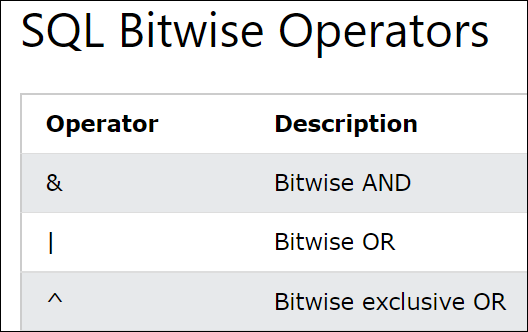 SQL Bitwise Operators
Operator Description
& Bitwise AND
| Bitwise OR
^ Bitwise exclusive OR